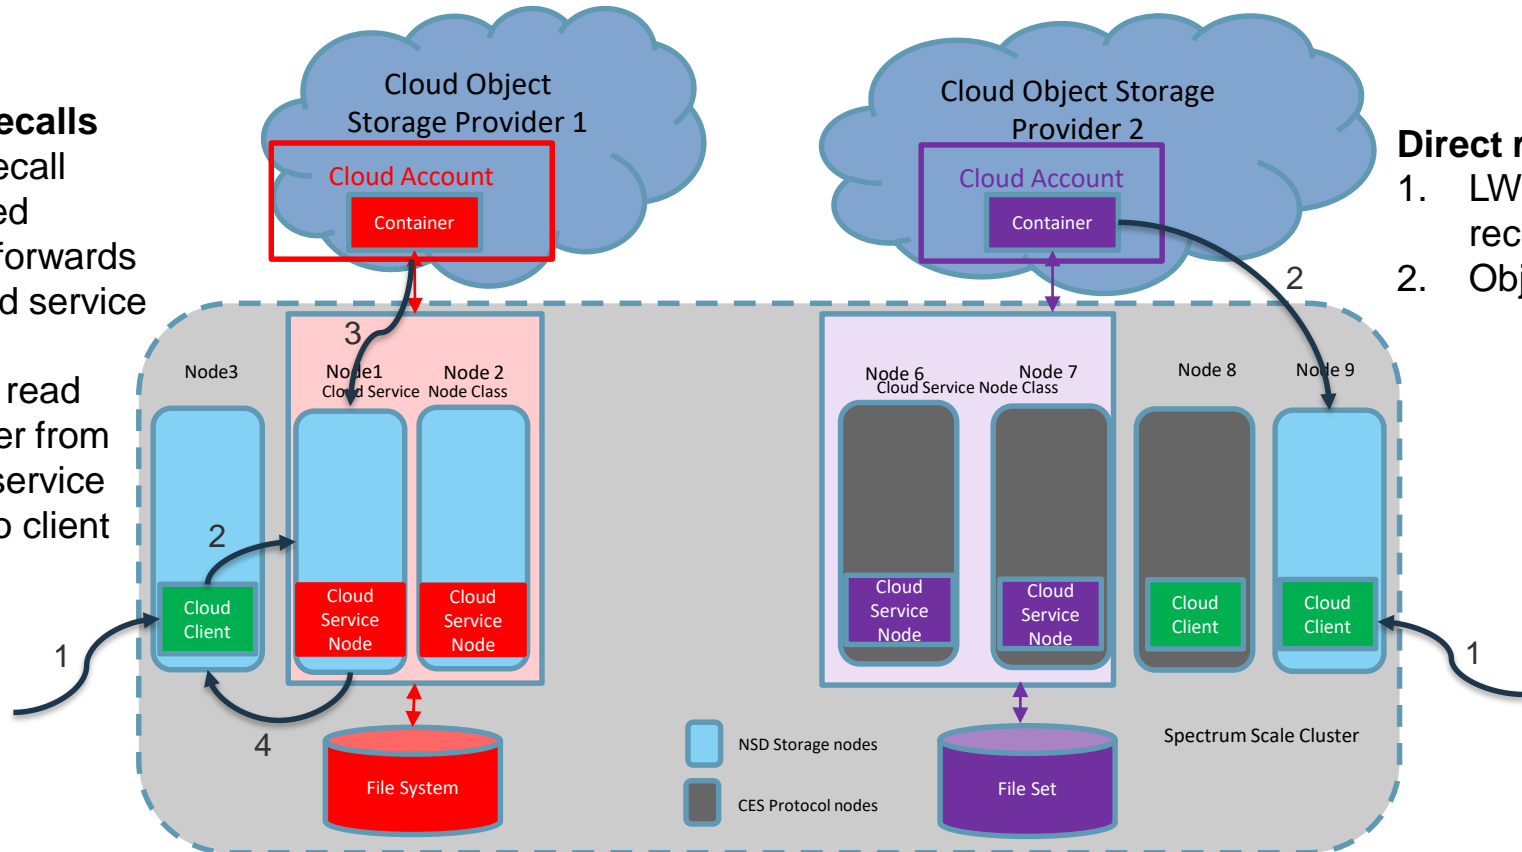 Cloud Object
Storage Provider 1
Cloud Account
Container
Cloud Object Storage
Provider 2
Cloud Account
Container
ecalls
ecall
ed
forwards
d service
read
er from
service
o client
Direct r
1. LW
rec
2. Obj
3
2
Node3
Node1
Node 2
Cloud Service Node Class
Node 6
Node 7
Cloud Service Node Class
Node 8
Node 9
2
1
4
1
Cloud
Client
Cloud
Service
Node
Cloud
Service
Node
Cloud
Service
Node
Cloud
Service
Node
Cloud
Client
Cloud
Client
File System
NSD Storage nodes
CES Protocol nodes
File Set
Spectrum Scale Cluster